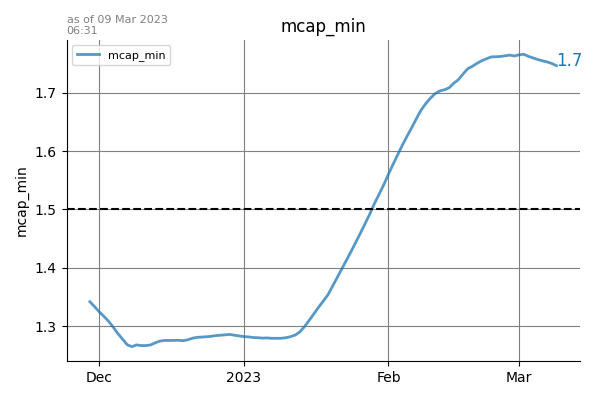 as of 09 Mar 2023
06:31
mcap_min
mcap_min
1.7
1.7
1.6
1.5
1.4
1.3
mcap_min
Dec
2023
Feb
Mar